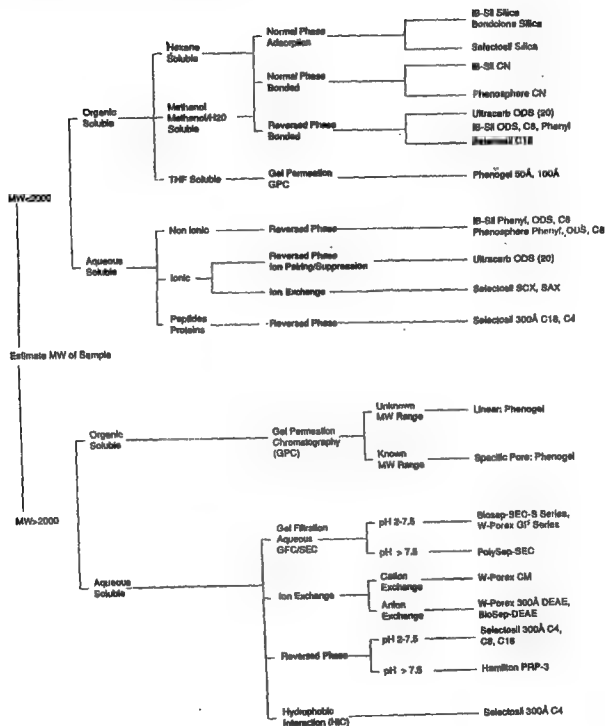 IB-Sil Silica
Bondclone Silica
Normal Phase
Adsorption
Hexane
Soluble
Selectosil Silica
IB-Sil CN
Normal Phase
Bonded
Phenosphere CN
Organic
Soluble
Methanol
Methanol/H20
Soluble
Ultracarb ODS (20)
Reversed Phase
Bonded
IB-Sil ODS, C8, Phenyl
C18
THF Soluble
Gel Permeation
GPC
Phenogel 50Å, 100Å
MW<2000
Non Ionic
Reversed Phase
IB-Sil Phenyl, ODS, C8
Phenosphere Phenyl, ODS, C8
Aqueous
Soluble
Reversed Phase
Ion Pairing/Suppression
Ultracarb ODS (20)
Ionic
Ion Exchange
Selectosil SCX, SAX
Peptides
Proteins
Reversed Phase
Selectosil 300Å C18, C4
Estimate MW of Sample
Unknown
MW Range
Linear: Phenogel
Organic
Soluble
Gel Permeation
Chromatography
(GPC)
Known
MW Range
Specific Pore: Phenogel
MW>2000
Gel Filtration
Aqueous
GFC/SEC
pH 2-7.5
Biosep-SEC-S Series,
W-Porex GF Series
pH > 7.5
PolySep-SEC
Aqueous
Soluble
Ion Exchange
Cation
Exchange
W-Porex CM
Anion
Exchange
W-Porex 300Å DEAE,
BioSep-DEAE
Reversed Phase
pH 2-7.5
Selectosil 300Å C4,
C8, C18
pH > 7.5
Hamilton PRP-3
Hydrophobic
Interaction (HIC)
Selectosil 300Å C4